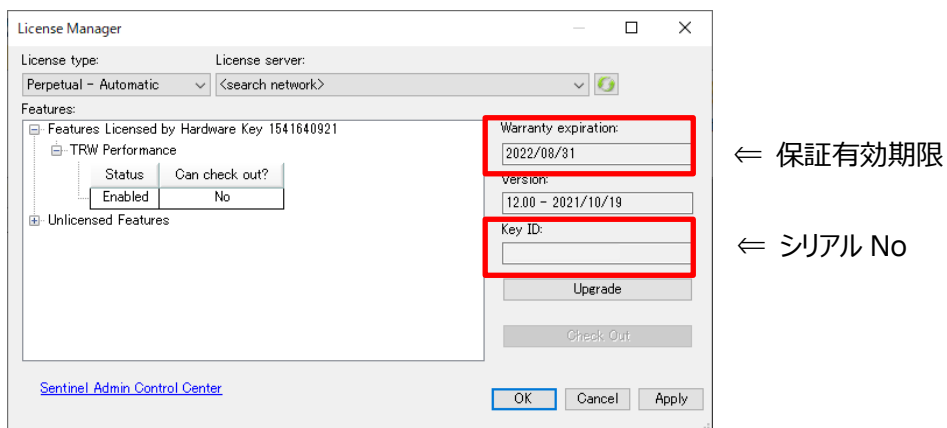 License Manager
License type: License server:
Perpetual - Automatic <search network>
Features:
Features Licensed by Hardware Key 1541640921
TRW Performance
Status Can check out?
Enabled No
Unlicensed Features
Warranty expiration:
2022/08/31
⇐ 保証有効期限
Version:
12.00 - 2021/10/19
Key ID:
⇐ シリアル No
Upgrade
Check Out
Sentinel Admin Control Center
OK Cancel Apply